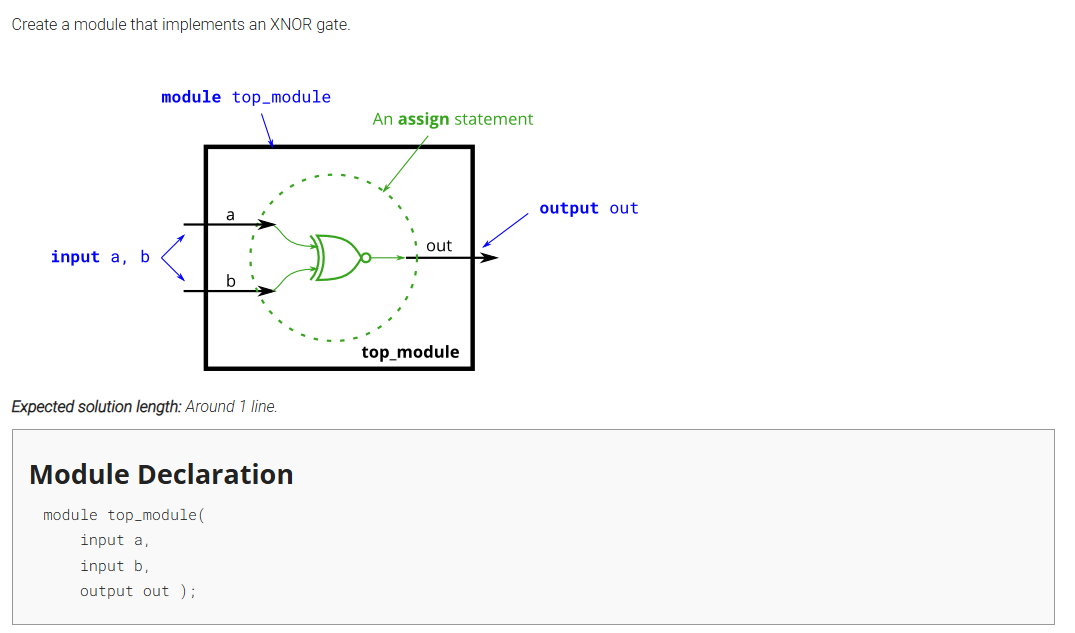 Create a module that implements an XNOR gate.
module top_module
An assign statement
output out
a
out
input a, b
b
top_module
Expected solution length: Around 1 line.
Module Declaration
module top_module(
input a,
input b,
output out );